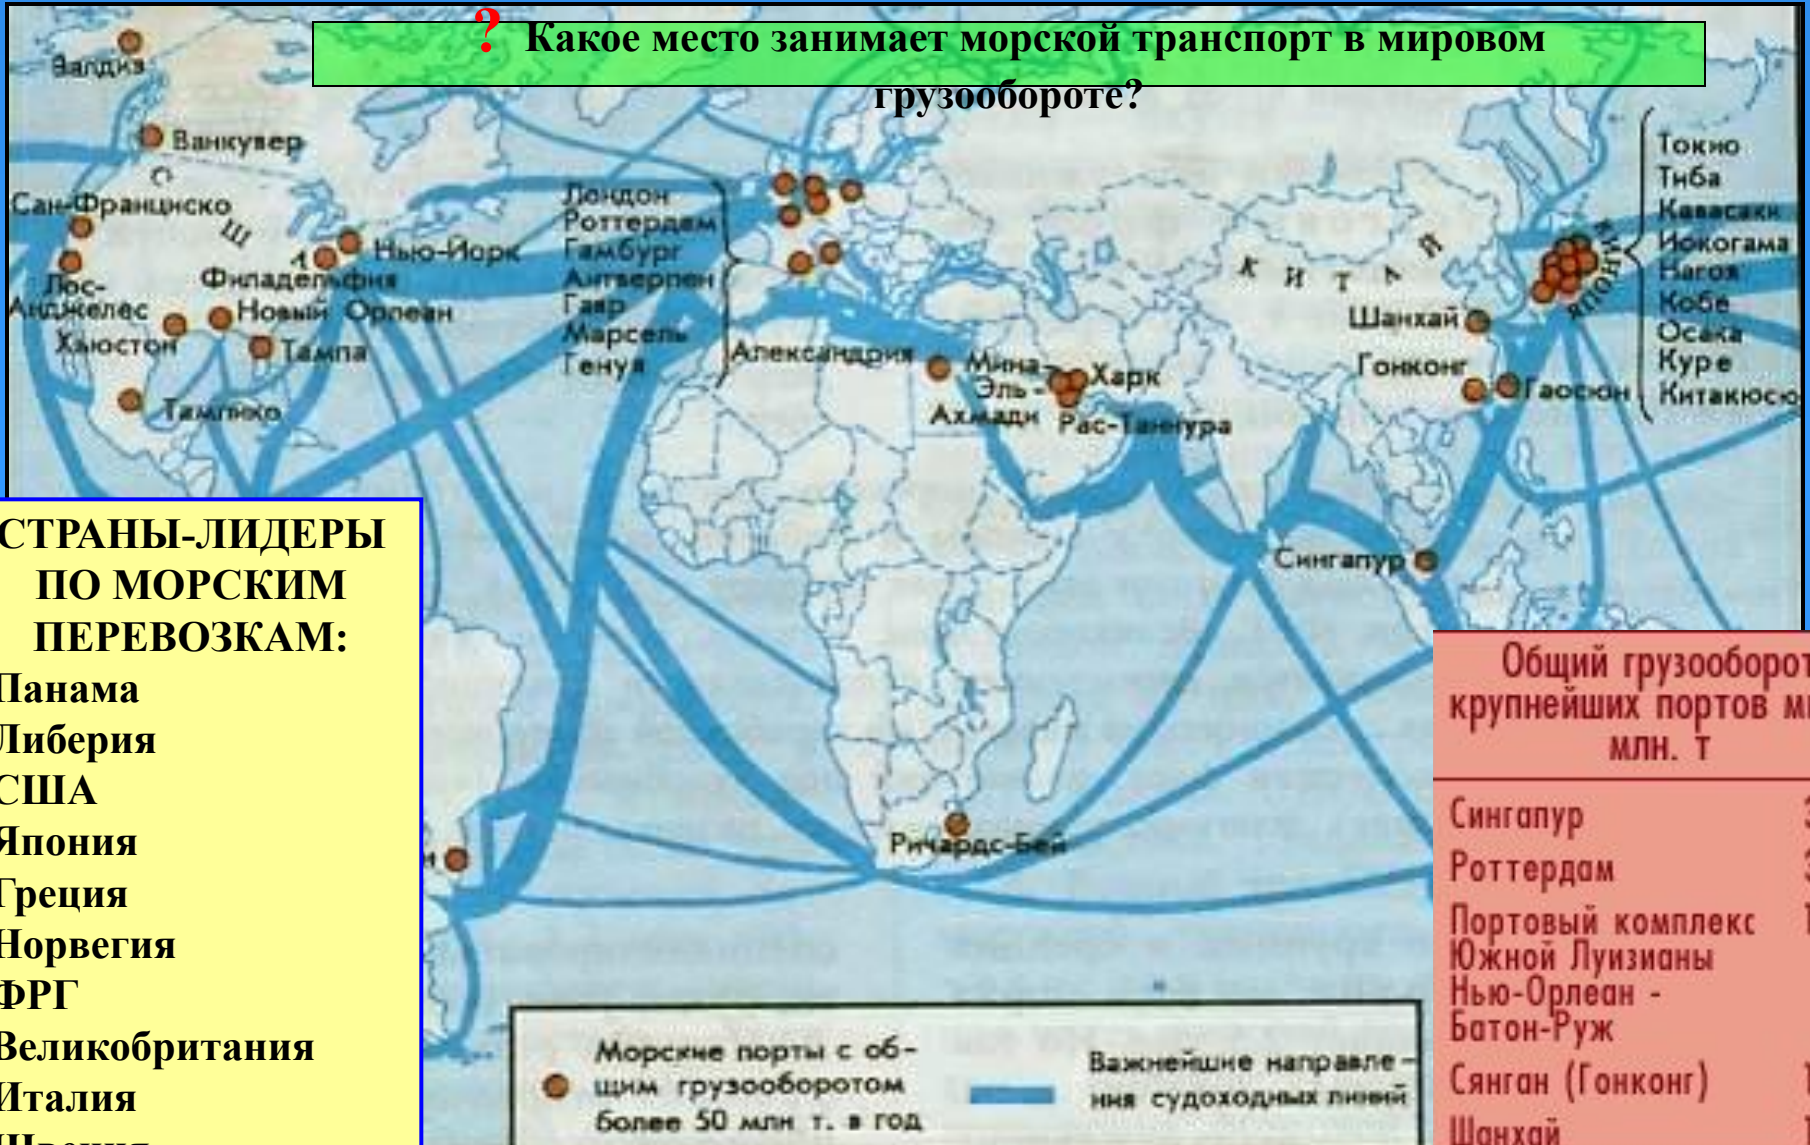 ? Какое место занимает морской транспорт в мировом
грузообороте?
Валдиз
Ванкувер
Сан-Франциско
США
Лос-
Анджелес
Нью-Йорк
Филадельфия
Новый Орлеан
Хьюстон
Тампа
Тампико
Лондон
Роттердам
Гамбург
Антверпен
Гавр
Марсель
Генуя
Александрия
Мина-
Эль-
Ахмади
Харк
Рас-Таннура
КИТАЙ
Шанхай
Гонконг
Гаосюн
Сингапур
ЯПОНИЯ
Токио
Тиба
Кавасаки
Иокогама
Нагоя
Кобе
Осака
Куре
Китакюсю
Ричардс-Бей
СТРАНЫ-ЛИДЕРЫ
ПО МОРСКИМ
ПЕРЕВОЗКАМ:
Панама
Либерия
США
Япония
Греция
Норвегия
ФРГ
Великобритания
Италия
Общий грузооборот
крупнейших портов
млн. т
Сингапур
Роттердам
Портовый комплекс
Южной Луизианы
Нью-Орлеан -
Батон-Руж
Сянган (Гонконг)
Шанхай
Морские порты с об-
щим грузооборотом
более 50 млн т. в год
Важнейшие направле-
ния судоходных линий